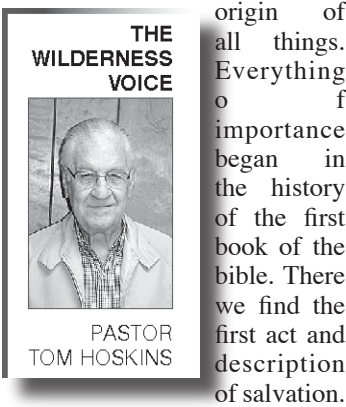 THE
WILDERNESS
VOICE
PASTOR
TOM HOSKINS
origin of
all things.
Everything
o f
importance
began in
the history
of the first
book of the
bible. There
we find the
first act and
description
of salvation.